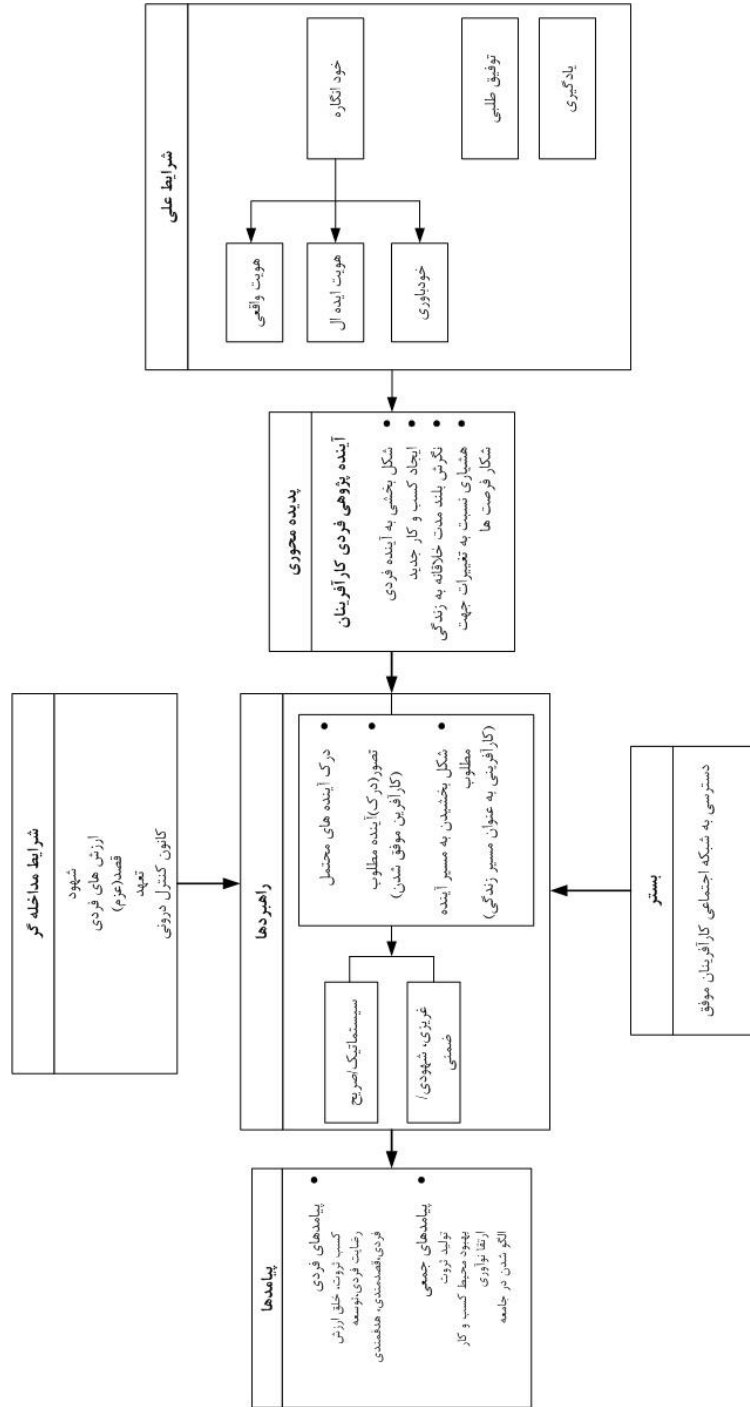 شرایط علی
خود انگاره
توفیق طلبی
یادگیری
هویت واقعی
هویت ایده ال
خودباوری
پدیده محوری
آینده پژوهی فردی کارآفرینان
شکل بخشی به آینده فردی
ایجاد کسب و کار جدید
نگرش بلند مدت خلاقانه به زندگی
هشیاری نسبت به تغییرات جهت
شکار فرصت ها
شرایط مداخله گر
شهود
ارزش های فردی
قصد(عزم)
تعهد
کانون کنترل درونی
راهبردها
درک آینده های محتمل
تصور(درک)آینده مطلوب
(کارآفرین موفق شدن)
شکل بخشیدن به مسیر آینده
مطلوب
(کارآفرینی به عنوان مسیر زندگی)
سیستماتیک/صریح
غریزی، شهودی/
ضمنی
بستر
دسترسی به شبکه اجتماعی کارآفرینان موفق
پیامدها
پیامدهای فردی
کسب ثروت، خلق ارزش
رضایت فردی،توسعه
فردی،قصدمندی، هدفمندی
پیامدهای جمعی
تولید ثروت
بهبود محیط کسب و کار
ارتقا نوآوری
الگو شدن در جامعه